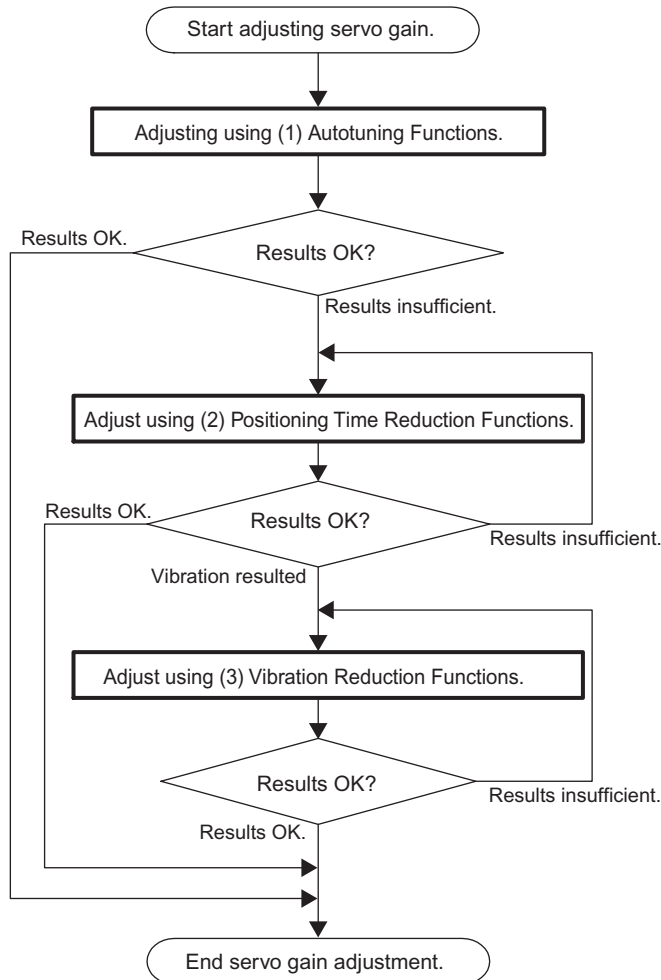 Start adjusting servo gain.
Adjusting using (1) Autotuning Functions.
Results OK.
Results OK?
Results insufficient.
Adjust using (2) Positioning Time Reduction Functions.
Results OK.
Results OK?
Results insufficient.
Vibration resulted
Adjust using (3) Vibration Reduction Functions.
Results OK?
Results insufficient.
Results OK.
End servo gain adjustment.